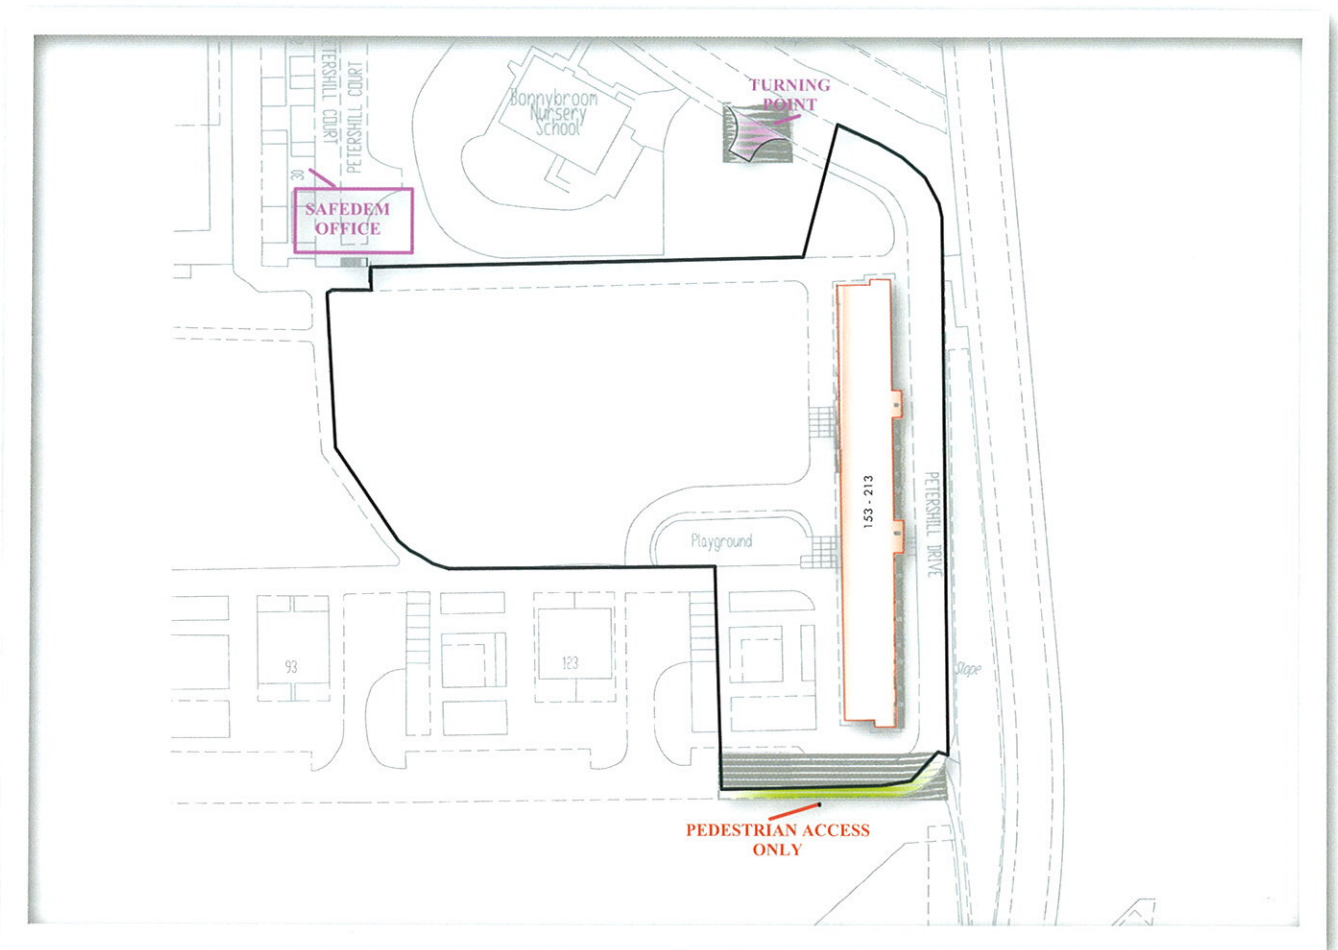 TURNING
POINT
PETERSHILL COURT
PETERSHILL COURT
Bonnybroom
Nursery
School
30
SAFEDEM
OFFICE
153 - 213
PETERSHILL DRIVE
Playground
93
123
Slope
PEDESTRIAN ACCESS
ONLY